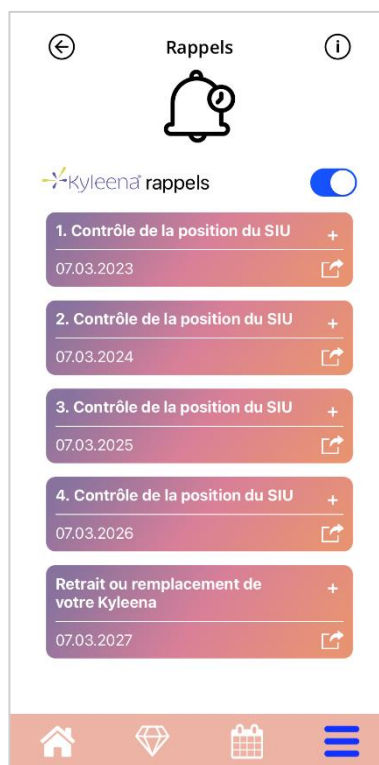 Rappels
Kyleena® rappels
1. Contrôle de la position du SIU +
07.03.2023
2. Contrôle de la position du SIU +
07.03.2024
3. Contrôle de la position du SIU +
07.03.2025
4. Contrôle de la position du SIU +
07.03.2026
Retrait ou remplacement de +
votre Kyleena
07.03.2027